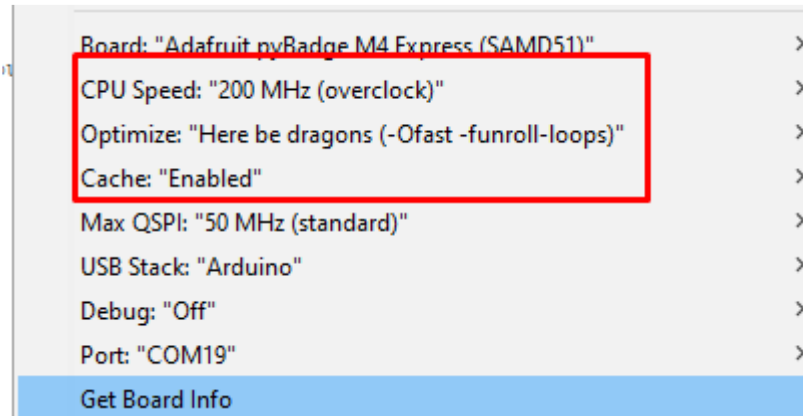 Board: "Adafruit pyBadge M4 Express (SAMD51)"
CPU Speed: "200 MHz (overclock)"
Optimize: "Here be dragons (-Ofast -funroll-loops)"
Cache: "Enabled"
Max QSPI: "50 MHz (standard)"
USB Stack: "Arduino"
Debug: "Off"
Port: "COM19"
Get Board Info